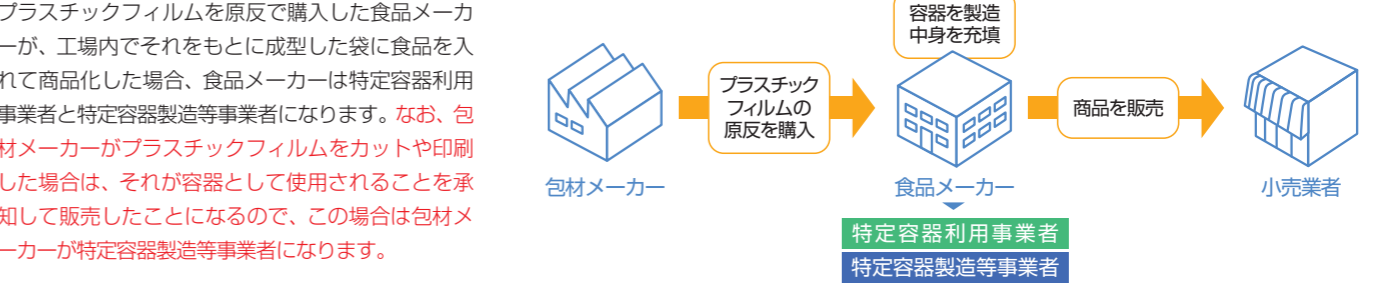 プラスチックフィルムを原反で購入した食品メーカ
ーが、工場内でそれをもとに成型した袋に食品を入
れて商品化した場合、食品メーカーは特定容器利用
事業者と特定容器製造等事業者になります。なお、包
材メーカーがプラスチックフィルムをカットや印刷
した場合は、それが容器として使用されることを承
知して販売したことになるので、この場合は包材メ
ーカーが特定容器製造等事業者になります。
容器を製造
中身を充填
プラスチック
フィルムの
原反を購入
商品を販売
包材メーカー
食品メーカー
小売業者
特定容器利用事業者
特定容器製造等事業者